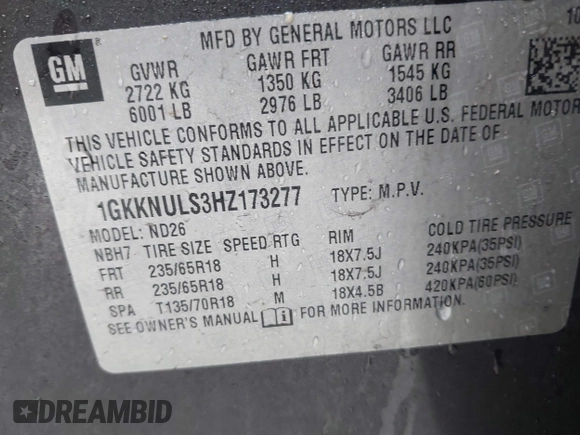 GM
MFD BY GENERAL MOTORS LLC
GVWR GAWR FRT GAWR RR
2722 KG 1350 KG 1545 KG
6001 LB 2976 LB 3406 LB
THIS VEHICLE CONFORMS TO ALL APPLICABLE U.S. FEDERAL MOTOR
VEHICLE SAFETY STANDARDS IN EFFECT ON THE DATE OF
MANUFACTURE SHOWN ABOVE.
1GKKNULS3HZ173277 TYPE: M.P.V.
MODEL: ND26
NBH7 TIRE SIZE SPEED RTG RIM COLD TIRE PRESSURE
FRT 235/65R18 H 18X7.5J 240KPA(35PSI)
RR 235/65R18 H 18X7.5J 240KPA(35PSI)
SPA T135/70R18 M 18X4.5B 420KPA(60PSI)
SEE OWNER'S MANUAL FOR MORE INFORMATION.
DREAMBID